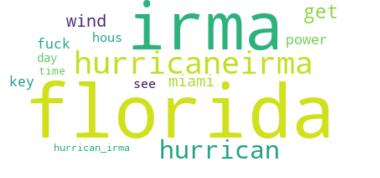 irma get
wind
fuck hous power
day hurricaneirma
time
key see miami
florida
hurrican_irma hurrican